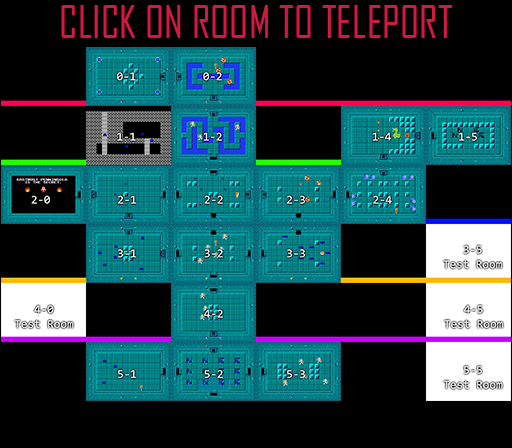 CLICK ON ROOM TO TELEPORT
0-1 0-2
1-1 1-2 1-4 1-5
2-0 2-1 2-2 2-3 2-4
3-1 3-2 3-3 3-5
Test Room
4-0 4-2 4-5
Test Room Test Room
5-1 5-2 5-3 5-5
Test Room